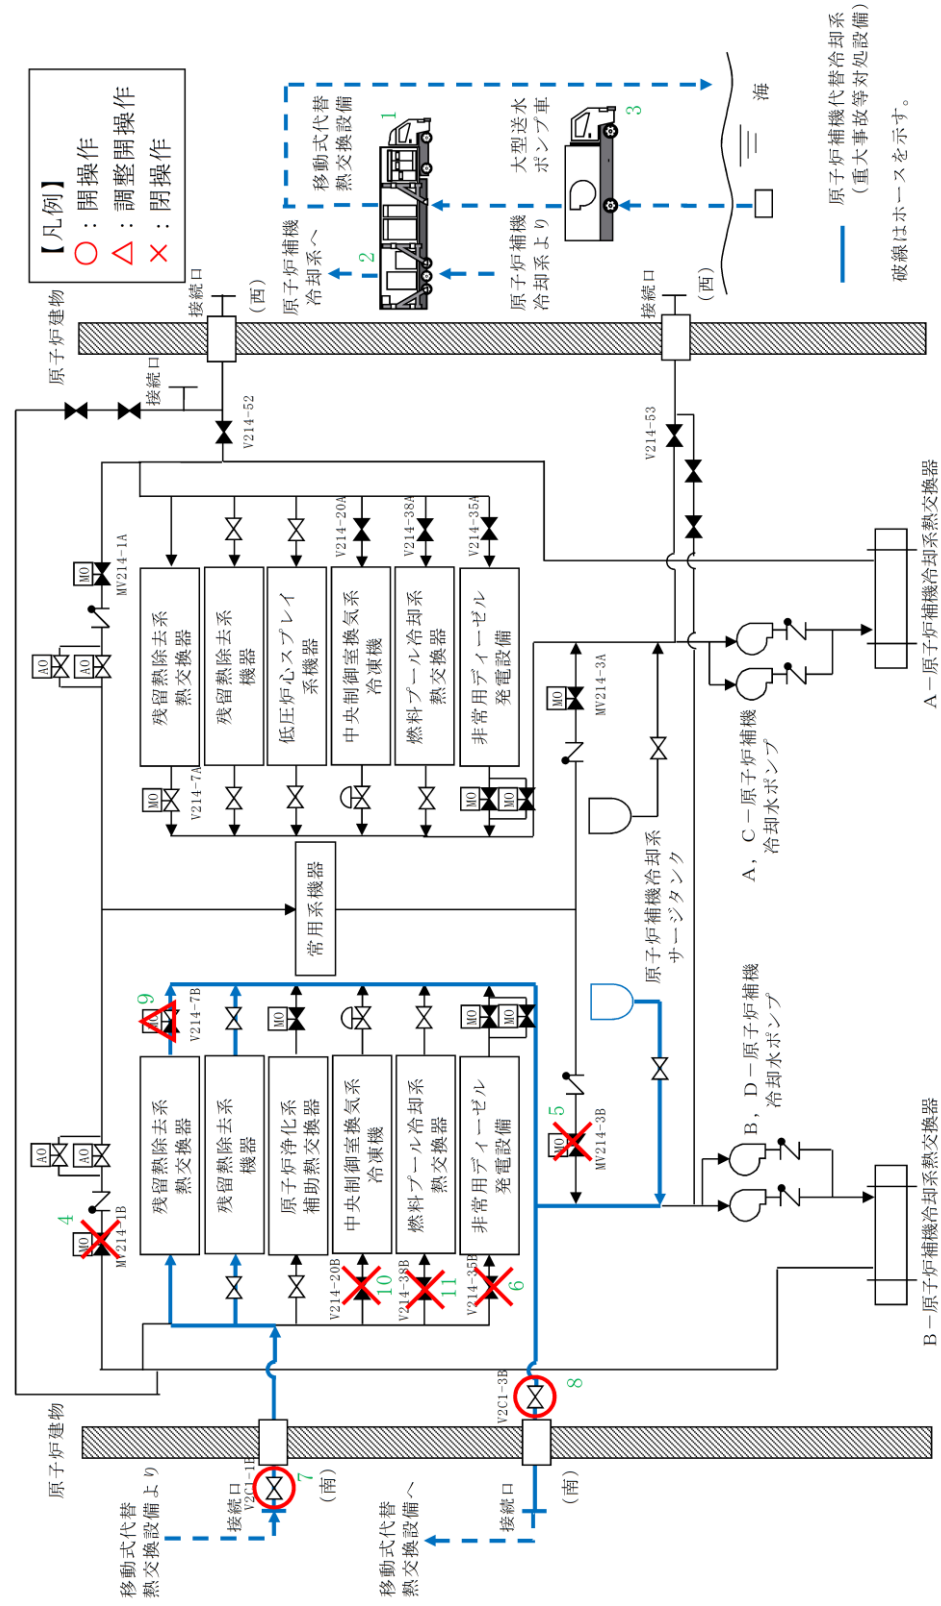 【凡例】
○：開操作
△：調整開操作
×：閉操作
原子炉補機代替冷却系
（重大事故等対処設備）
破線はホースを示す。
移動式代替
熱交換設備
1
大型送水
ポンプ車
3
海
原子炉補機
冷却系へ
2
原子炉補機
冷却系より
原子炉建物
接続口
(西)
接続口
(西)
接続口
V214-52
V214-53
MO
MV214-1A
AO
AO
V214-20A
V214-38A
V214-35A
残留熱除去系
熱交換器
残留熱除去系
機器
低圧炉心スプレイ
系機器
中央制御室換気系
冷凍機
燃料プール冷却系
熱交換器
非常用ディーゼル
発電設備
MO
V214-7A
MO
MO
MO
MV214-3A
A－原子炉補機冷却系熱交換器
A，C－原子炉補機
冷却水ポンプ
原子炉補機冷却系
サージタンク
常用系機器
9
MO
V214-7B
MO
MO
MO
残留熱除去系
熱交換器
残留熱除去系
機器
原子炉浄化系
補助熱交換器
中央制御室換気系
冷凍機
燃料プール冷却系
熱交換器
非常用ディーゼル
発電設備
AO
AO
4
MO
MV214-1B
5
MO
MV214-3B
V214-20B
10
V214-38B
11
V214-35B
6
B，D－原子炉補機
冷却水ポンプ
B－原子炉補機冷却系熱交換器
原子炉建物
V2C1-3B
8
V2C1-1B
7
接続口
(南)
接続口
(南)
移動式代替
熱交換設備より
移動式代替
熱交換設備へ